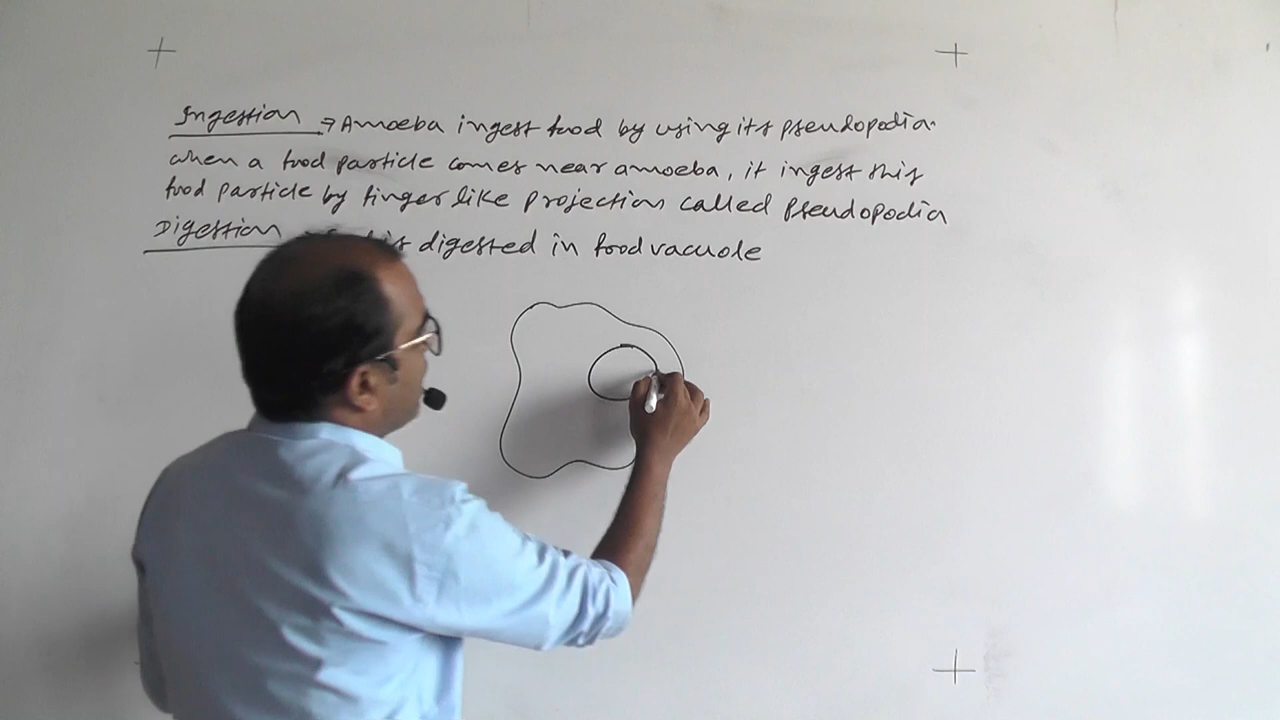 Ingestion → Amoeba ingest food by using its pseudopodia.
when a food particle comes near amoeba, it ingest this
food particle by finger like projection called Pseudopodia
Digestion digested in food vacuole